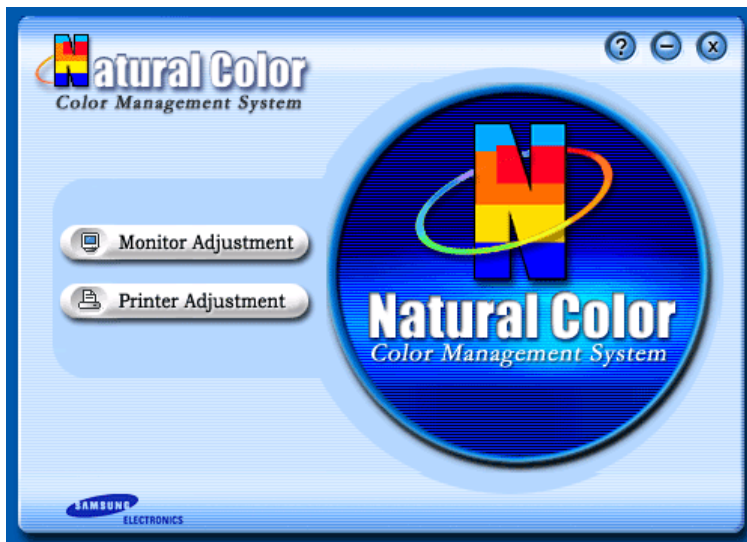 Natural Color
Color Management System
? – x
Monitor Adjustment
Printer Adjustment
N
Natural Color
Color Management System
SAMSUNG
ELECTRONICS